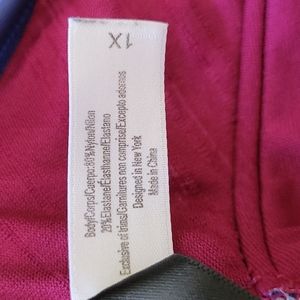 1X
Body/Corps/Cuerpo:80%Nylon/Nilon
20%Elastane/Elasthanne/Elastano
Exclusive of trims/Garnitures non comprise/Excepto adornos
Designed in New York
Made in China